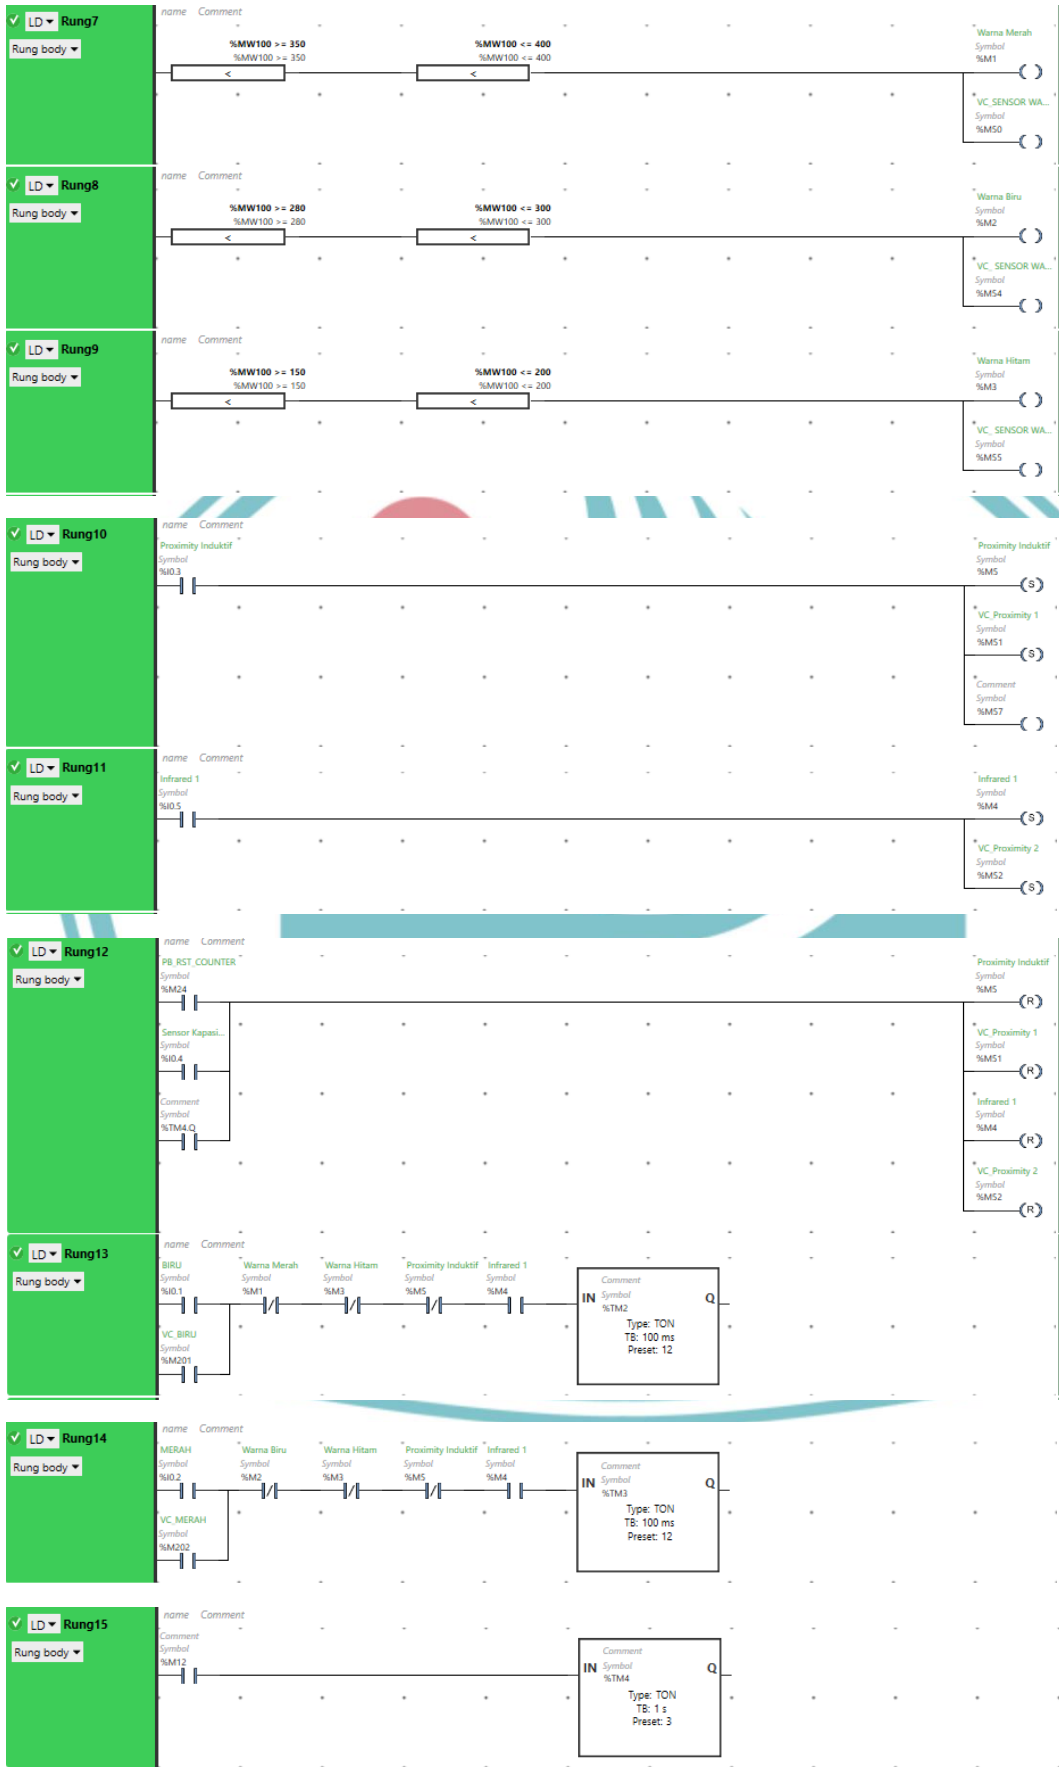 LD Rung7
name Comment
Rung body
%MW100 >= 350
%MW100 >= 350
<
%MW100 <= 400
%MW100 <= 400
<
Warna Merah
Symbol
%M1
VC_SENSOR WA...
Symbol
%M50
LD Rung8
name Comment
Rung body
%MW100 >= 280
%MW100 >= 280
<
%MW100 <= 300
%MW100 <= 300
<
Warna Biru
Symbol
%M2
VC_ SENSOR WA...
Symbol
%M54
LD Rung9
name Comment
Rung body
%MW100 >= 150
%MW100 >= 150
<
%MW100 <= 200
%MW100 <= 200
<
Warna Hitam
Symbol
%M3
VC_ SENSOR WA...
Symbol
%M55
LD Rung10
name Comment
Rung body
Proximity Induktif
Symbol
%I0.3
Proximity Induktif
Symbol
%M5
S
VC_Proximity 1
Symbol
%M51
S
Comment
Symbol
%M57
LD Rung11
name Comment
Rung body
Infrared 1
Symbol
%I0.5
Infrared 1
Symbol
%M4
S
VC_Proximity 2
Symbol
%M52
S
LD Rung12
name Comment
Rung body
PB_RST_COUNTER
Symbol
%M24
Sensor Kapasi...
Symbol
%I0.4
Comment
Symbol
%TM4.Q
Proximity Induktif
Symbol
%M5
R
VC_Proximity 1
Symbol
%M51
R
Infrared 1
Symbol
%M4
R
VC_Proximity 2
Symbol
%M52
R
LD Rung13
name Comment
Rung body
BIRU
Symbol
%I0.1
VC_BIRU
Symbol
%M201
Warna Merah
Symbol
%M1
Warna Hitam
Symbol
%M3
Proximity Induktif
Symbol
%M5
Infrared 1
Symbol
%M4
Comment
IN Symbol Q
%TM2
Type: TON
TB: 100 ms
Preset: 12
LD Rung14
name Comment
Rung body
MERAH
Symbol
%I0.2
VC_MERAH
Symbol
%M202
Warna Biru
Symbol
%M2
Warna Hitam
Symbol
%M3
Proximity Induktif
Symbol
%M5
Infrared 1
Symbol
%M4
Comment
IN Symbol Q
%TM3
Type: TON
TB: 100 ms
Preset: 12
LD Rung15
name Comment
Rung body
Comment
Symbol
%M12
Comment
IN Symbol Q
%TM4
Type: TON
TB: 1 s
Preset: 3